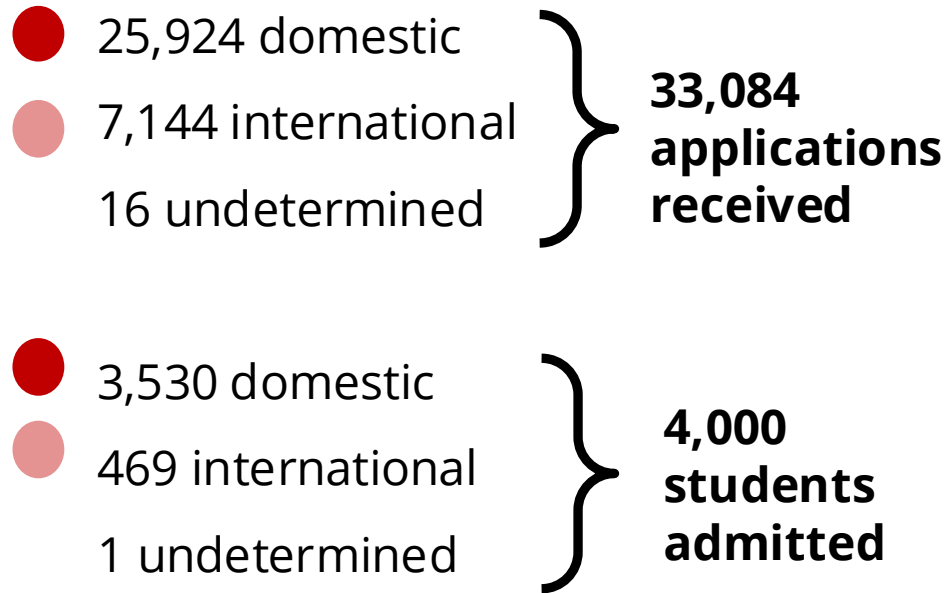 25,924 domestic
7,144 international
16 undetermined
33,084
applications
received
3,530 domestic
469 international
1 undetermined
4,000
students
admitted